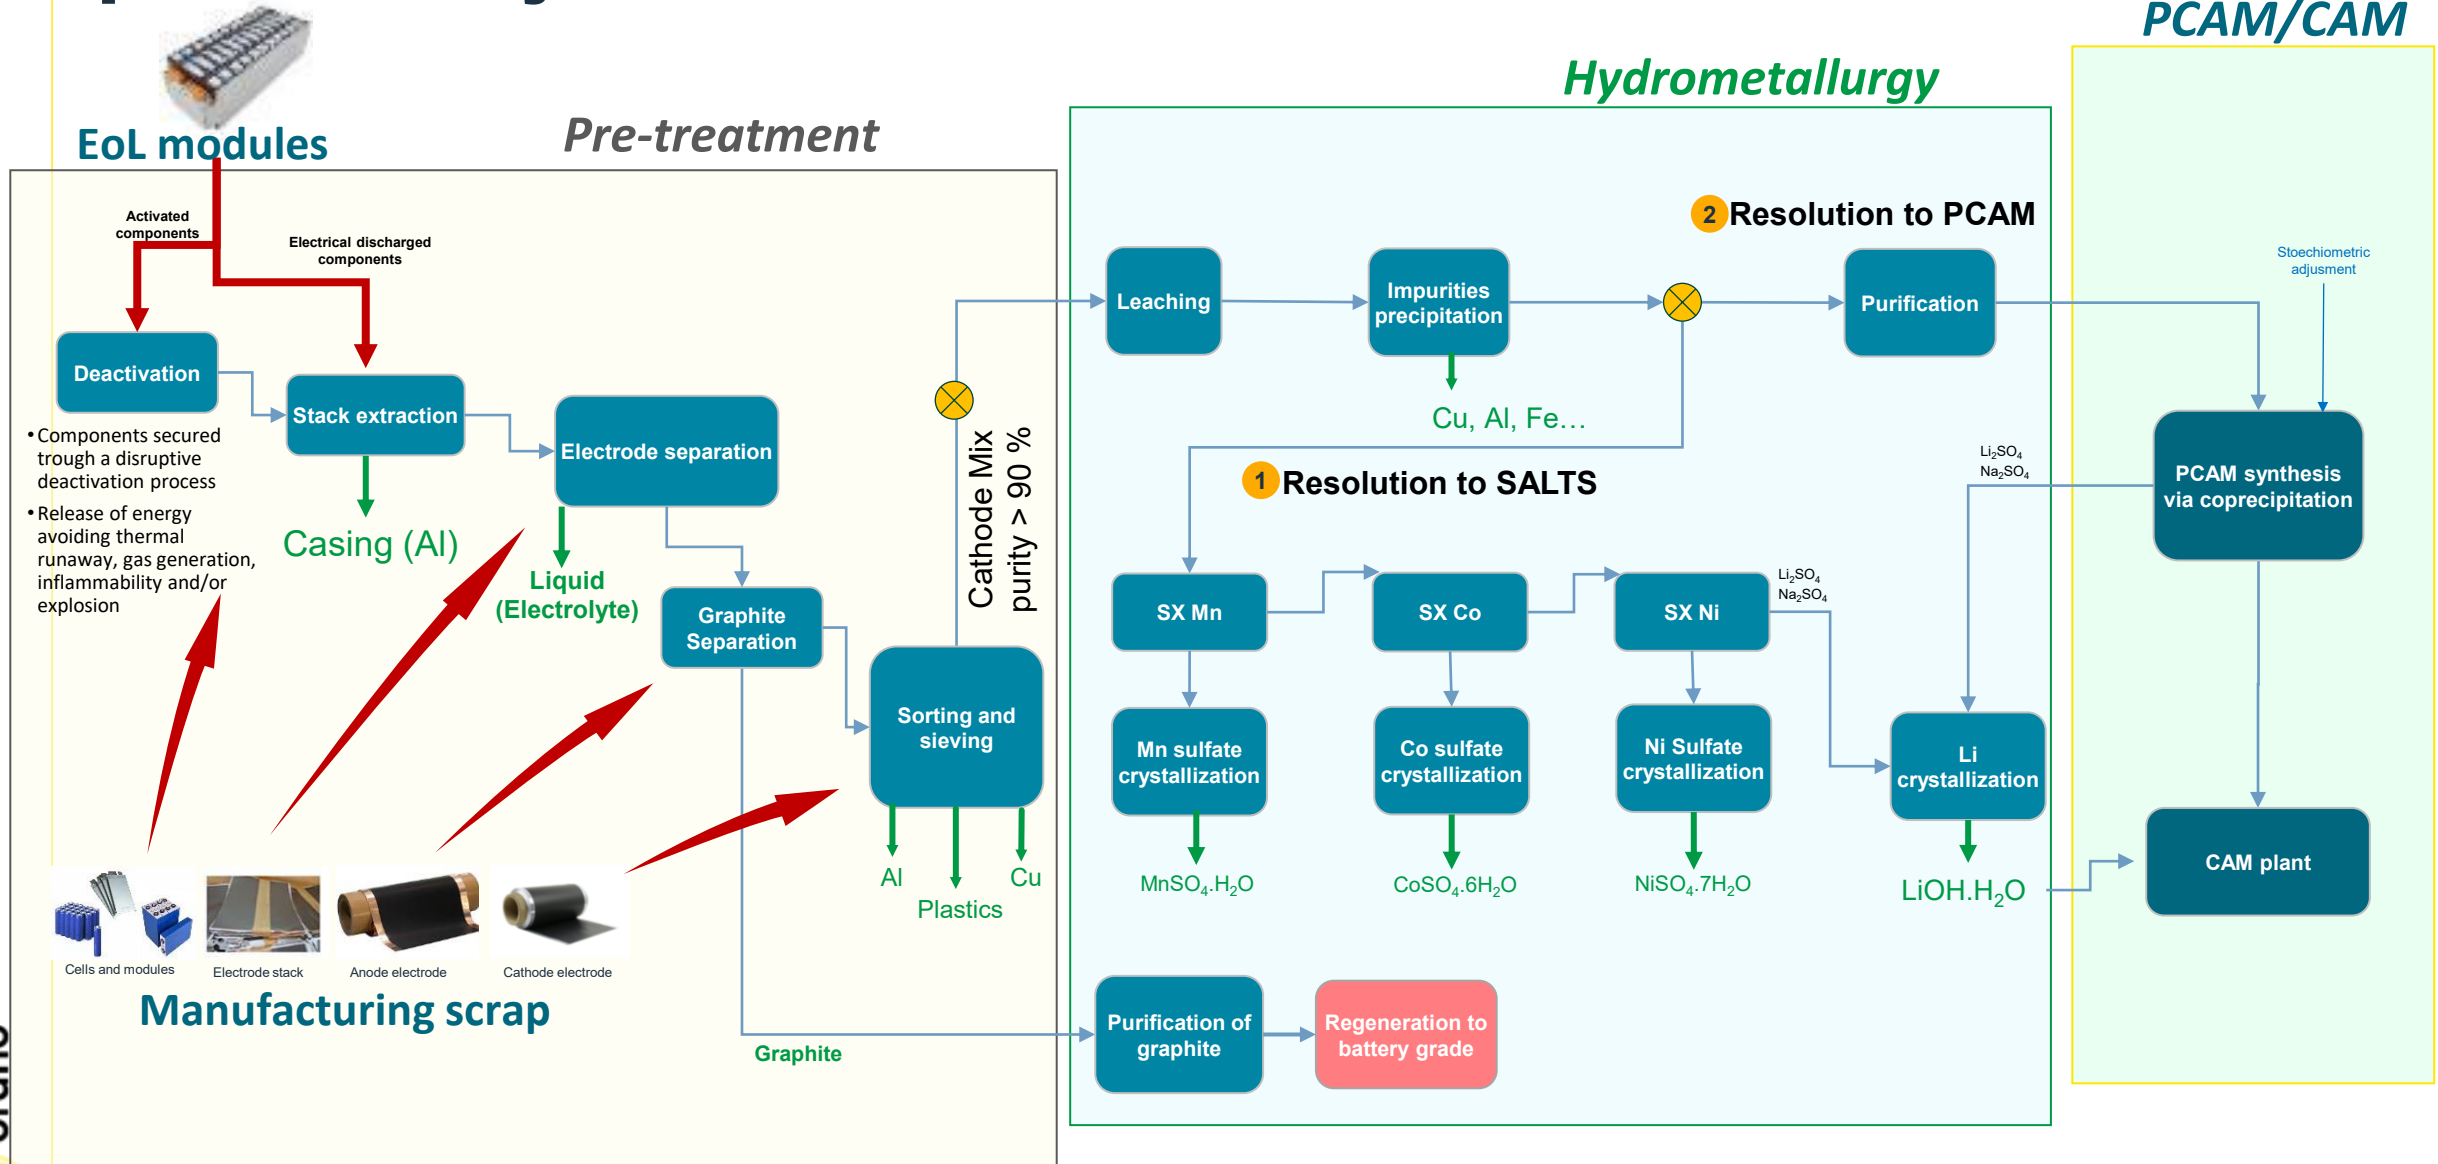 PCAM/CAM
Hydrometallurgy
Pre-treatment
EoL modules
Activated
components
Electrical discharged
components
Deactivation
• Components secured
trough a disruptive
deactivation process
• Release of energy
avoiding thermal
runaway, gas generation,
inflammability and/or
explosion
Stack extraction
Casing (Al)
Electrode separation
Liquid
(Electrolyte)
Graphite
Separation
Sorting and
sieving
Al
Plastics
Cu
Cathode Mix
purity > 90 %
Cells and modules
Electrode stack
Anode electrode
Cathode electrode
Manufacturing scrap
Graphite
2 Resolution to PCAM
Leaching
Impurities
precipitation
Cu, Al, Fe…
Purification
1 Resolution to SALTS
SX Mn
SX Co
SX Ni
Li₂SO₄
Na₂SO₄
Mn sulfate
crystallization
Co sulfate
crystallization
Ni Sulfate
crystallization
Li
crystallization
MnSO₄.H₂O
CoSO₄.6H₂O
NiSO₄.7H₂O
LiOH.H₂O
Purification of
graphite
Regeneration to
battery grade
Stoechiometric
adjusment
Li₂SO₄
Na₂SO₄
PCAM synthesis
via coprecipitation
CAM plant